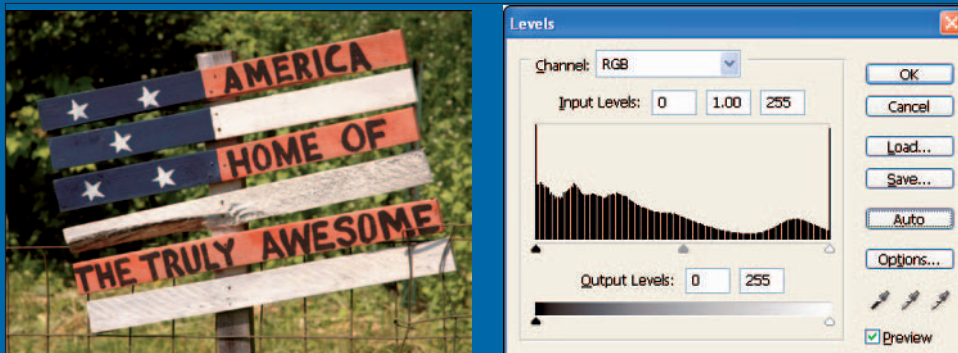 AMERICA
HOME OF
THE TRULY AWESOME
Levels
Channel: RGB
Input Levels: 0 1.00 255
Output Levels: 0 255
OK
Cancel
Load...
Save...
Auto
Options...
Preview